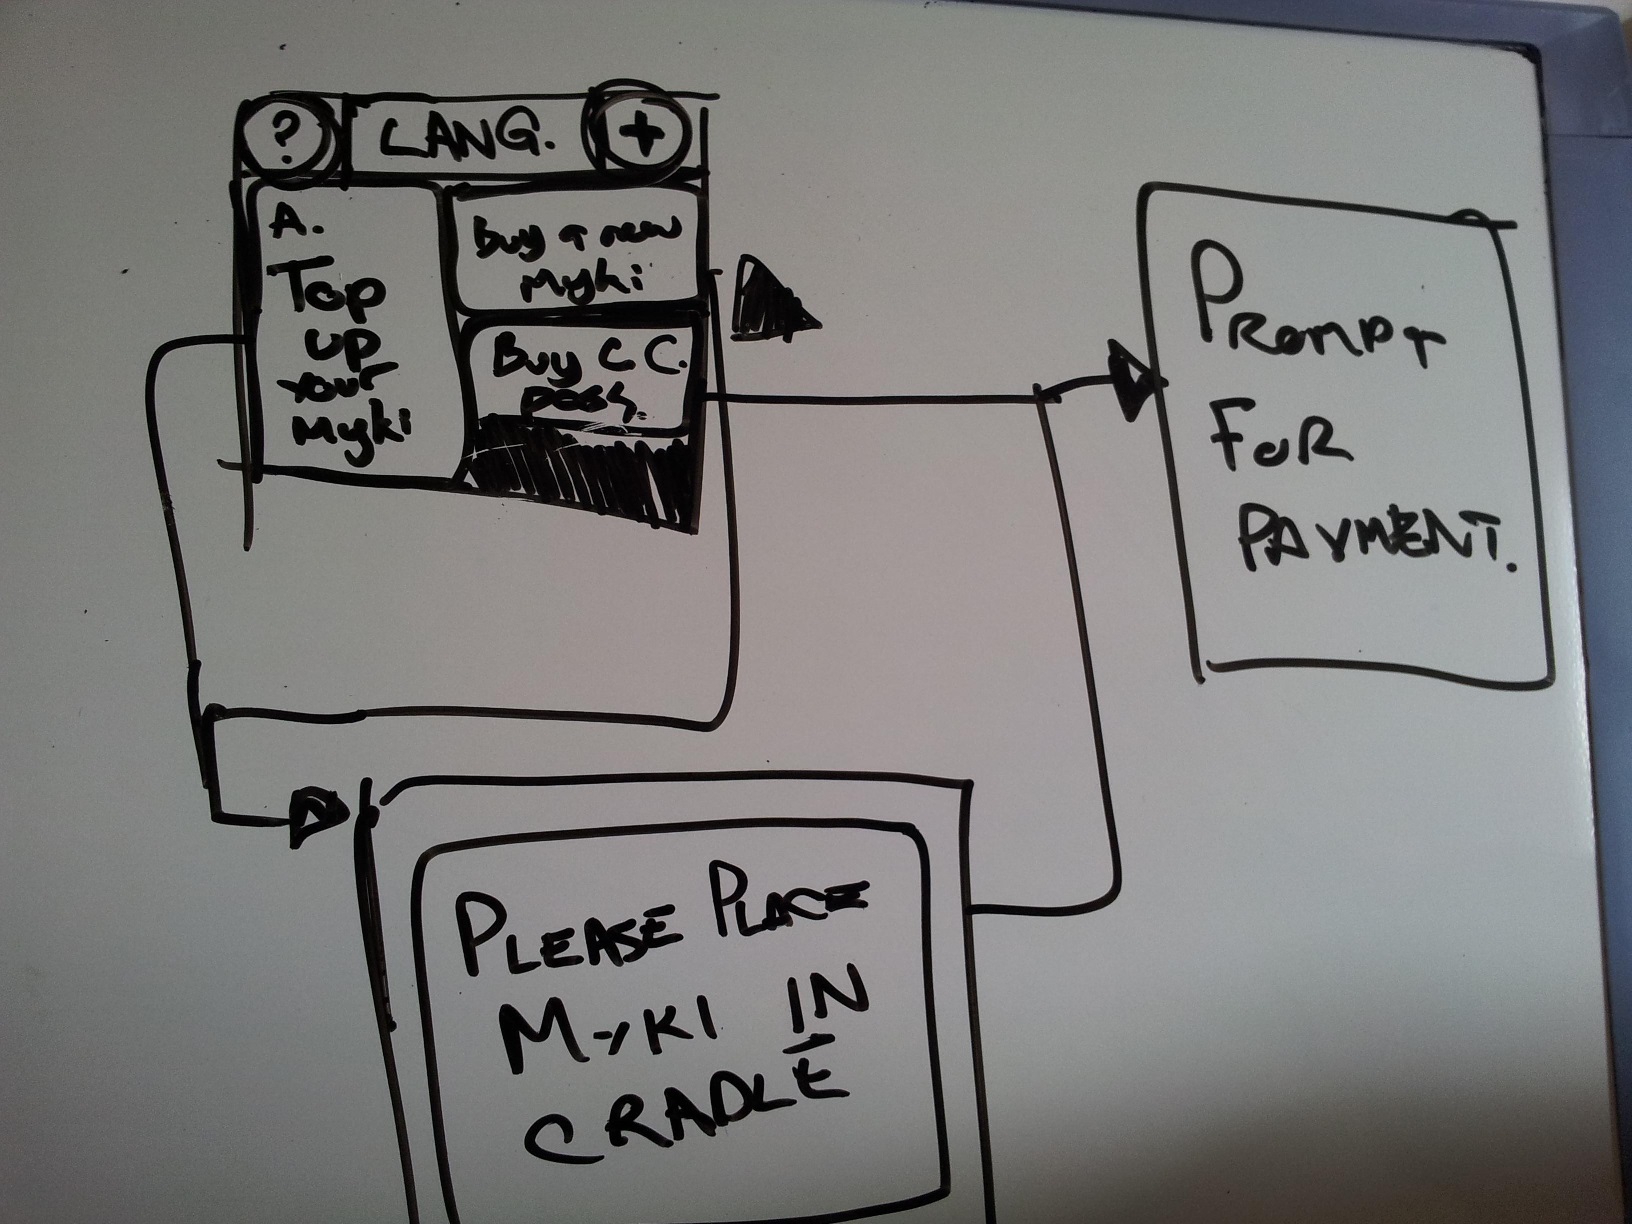 ? LANG. +
A.
Top
up
your
Myki
Buy a new
Myki
Buy C C.
pass.
PROMPT
FOR
PAYMENT.
PLEASE PLACE
MYKI IN
CRADLE